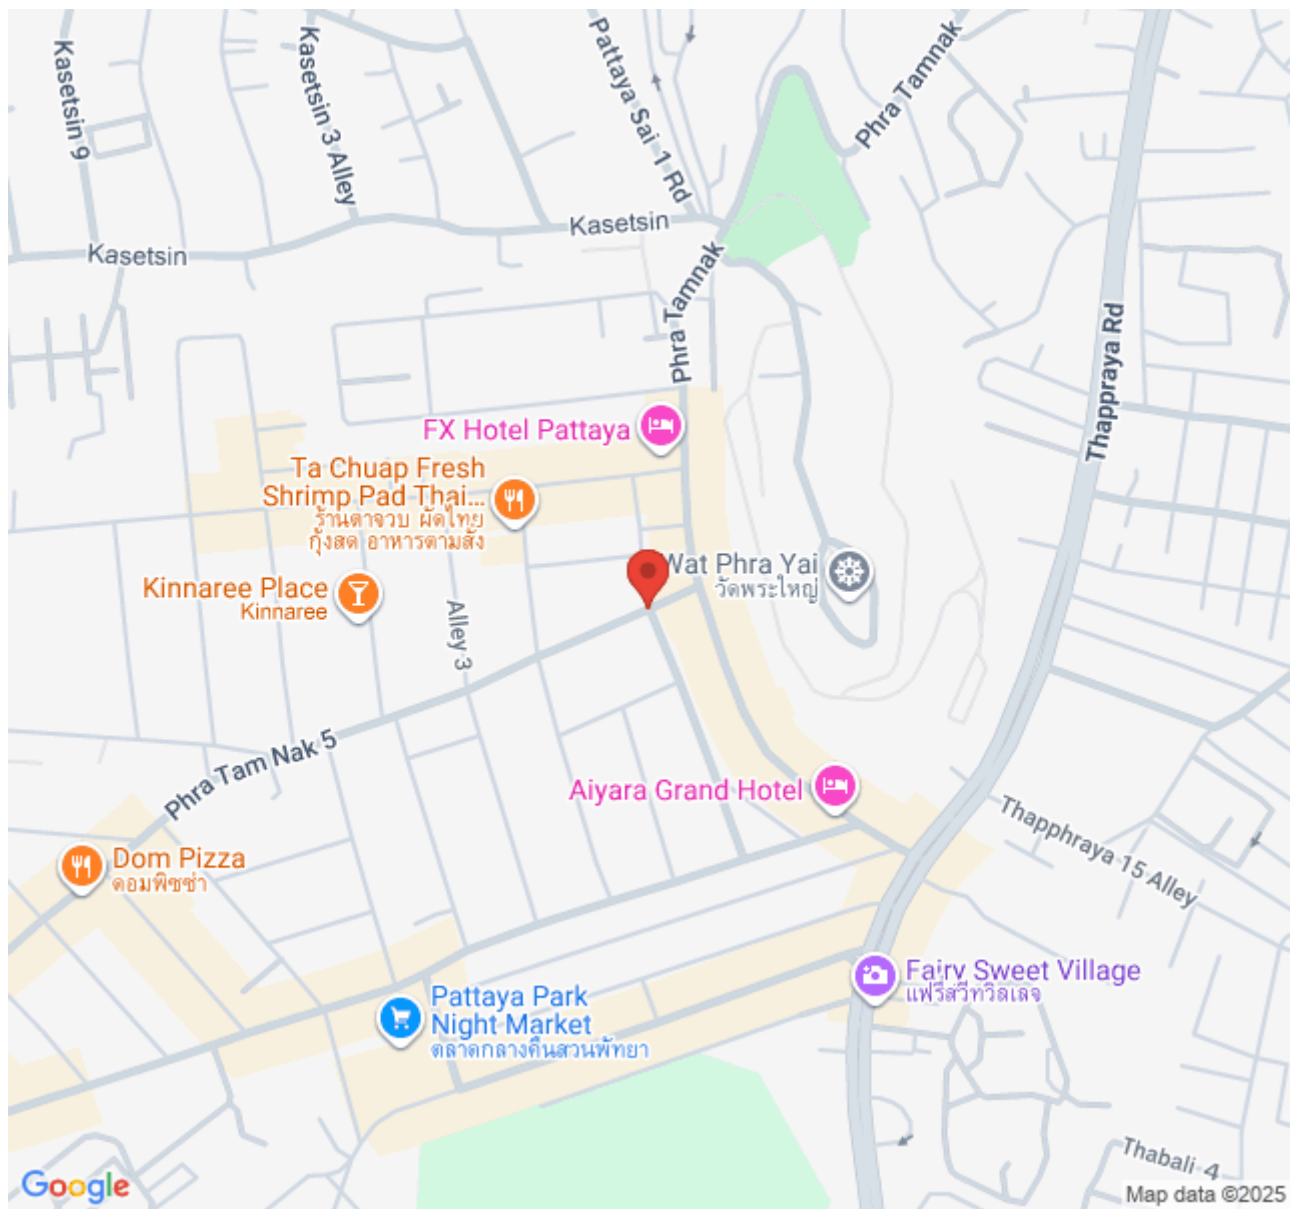 Kasetsin 9
Kasetsin 3 Alley
Pattaya Sai 1 Rd
Phra Tamnak
Kasetsin
Kasetsin
Phra Tamnak
Thappraya Rd
FX Hotel Pattaya
Ta Chuap Fresh
Shrimp Pad Thai...
ร้านตาจวบ ผัดไทย
กุ้งสด อาหารตามสั่ง
Wat Phra Yai
วัดพระใหญ่
Kinnaree Place
Kinnaree
Alley 3
Phra Tam Nak 5
Aiyara Grand Hotel
Thapphraya 15 Alley
Dom Pizza
ดอมพิซซ่า
Fairy Sweet Village
แฟรี่สวีทวิลเลจ
Pattaya Park
Night Market
ตลาดกลางคืนสวนพัทยา
Thabali 4
Google
Map data ©2025